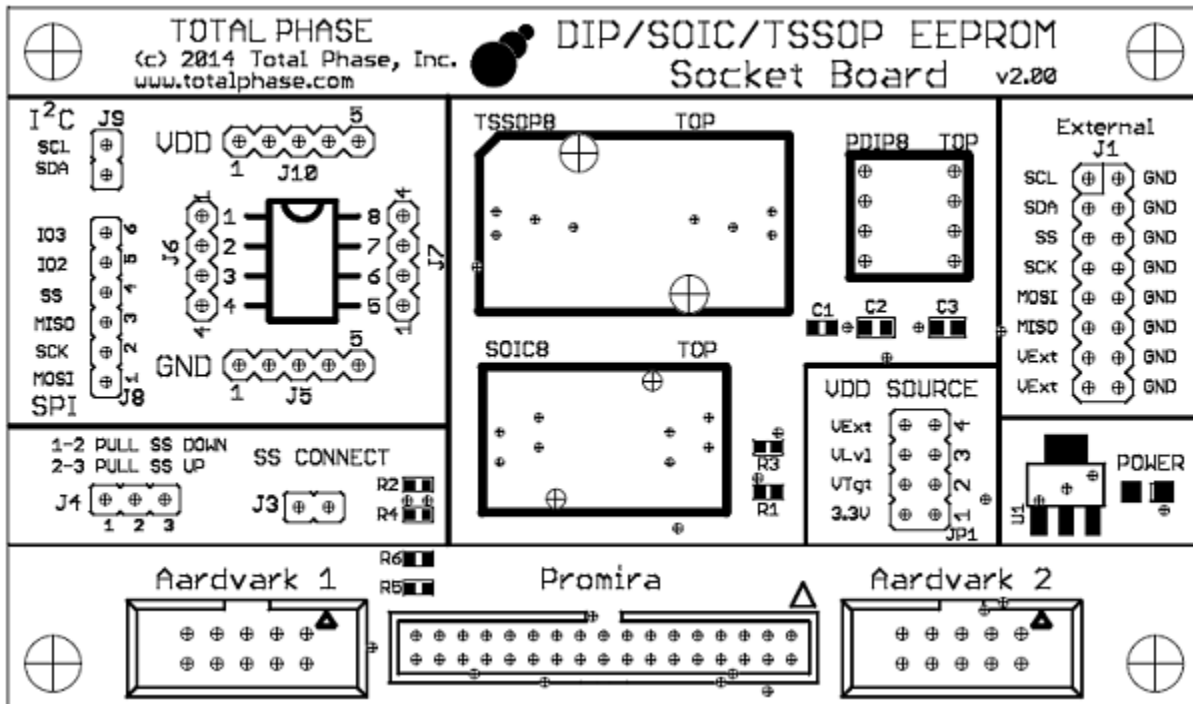 TOTAL PHASE
(c) 2014 Total Phase, Inc.
www.totalphase.com
DIP/SOIC/TSSOP EEPROM
Socket Board v2.00
I²C J9
SCL
SDA
VDD
1 5
J10
IO3 6
IO2 5
SS 4
MISO 3
SCK 2
MOSI 1
SPI J8
J6
1
4
1 8
2 7
3 6
4 5
J7
4
1
GND
1 5
J5
TSSOP8 TOP
PDIP8 TOP
C1 C2 C3
SOIC8 TOP
R3
R1
VDD SOURCE
VExt 4
VLvl 3
VTgt 2
3.3V 1
JP1
External
J1
SCL GND
SDA GND
SS GND
SCK GND
MOSI GND
MISO GND
VExt GND
VExt GND
U1
POWER
1-2 PULL SS DOWN
2-3 PULL SS UP
J4
1 2 3
SS CONNECT
J3
R2
R4
R6
R5
Aardvark 1
Promira
Aardvark 2